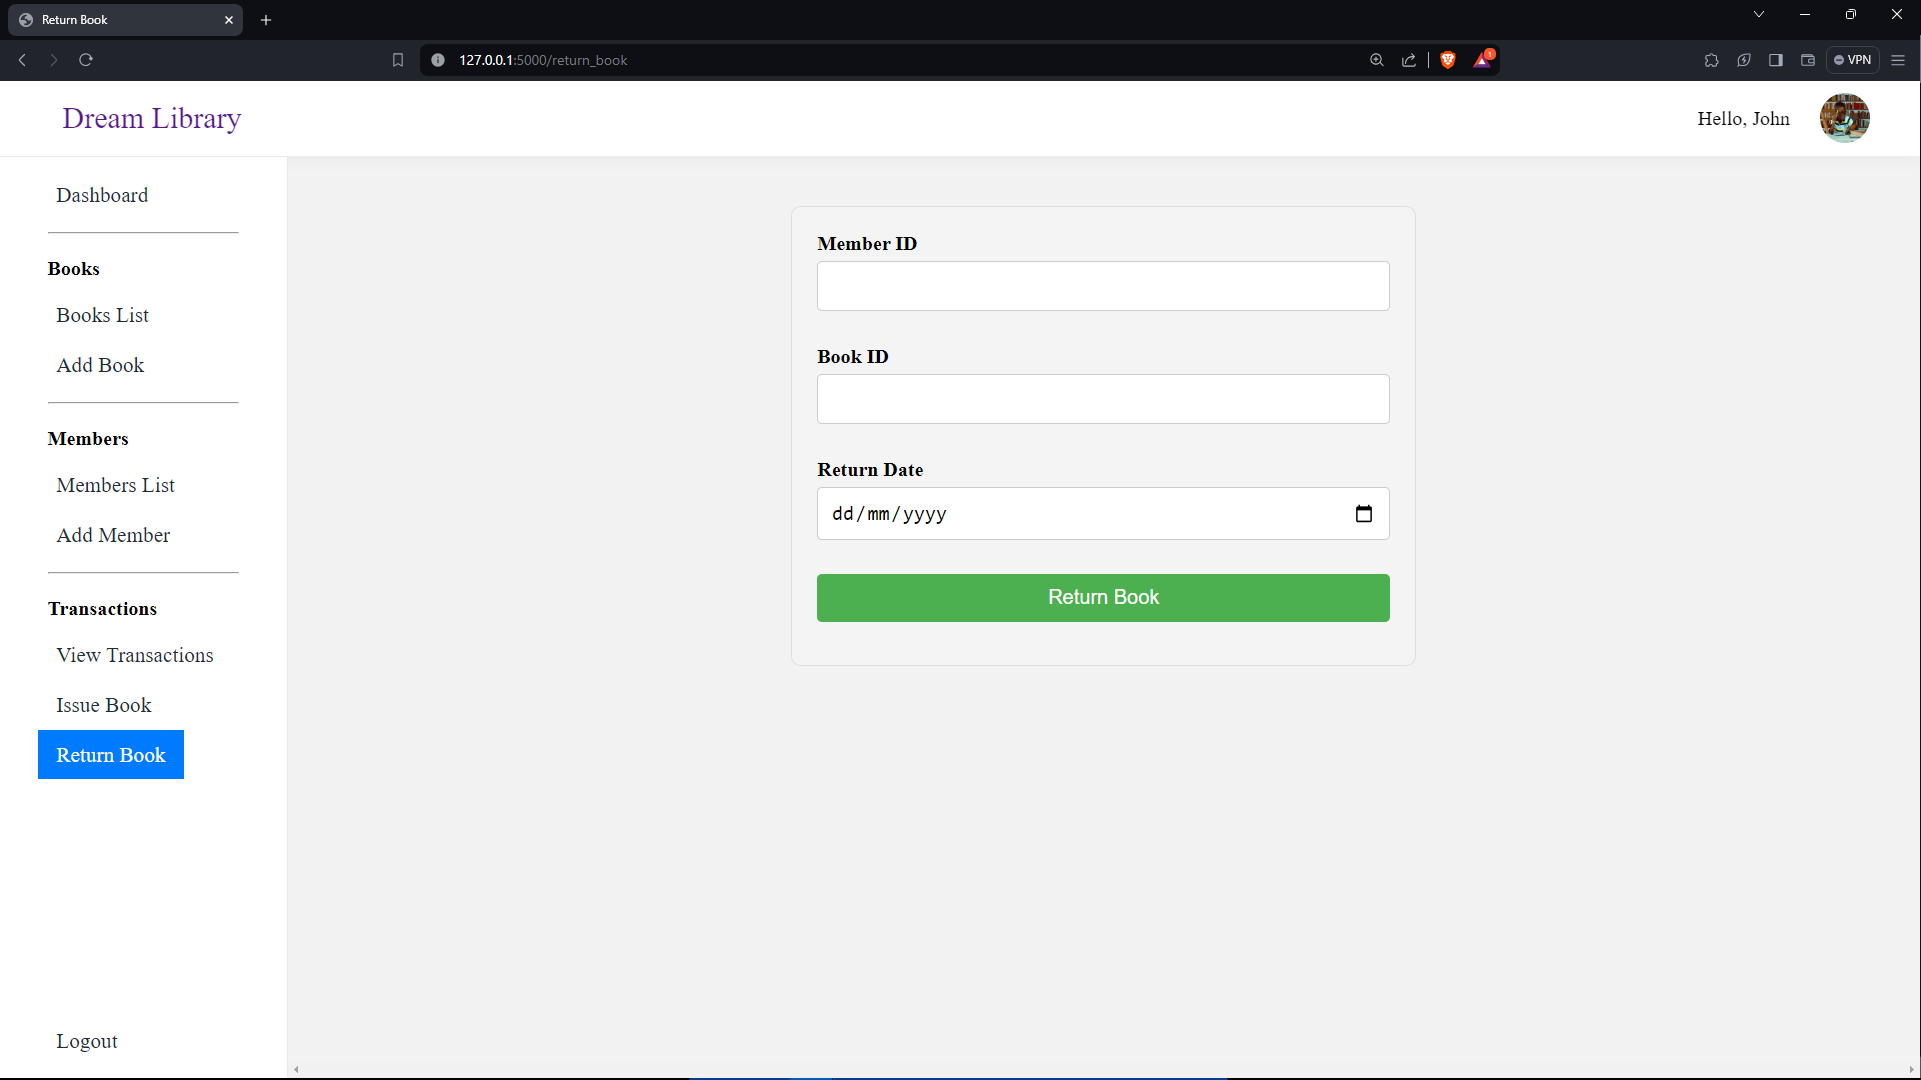 Return Book
127.0.0.1:5000/return_book
1
VPN
Dream Library
Hello, John
Dashboard
Books
Books List
Add Book
Members
Members List
Add Member
Transactions
View Transactions
Issue Book
Return Book
Logout
Member ID
Book ID
Return Date
dd/mm/yyyy
Return Book